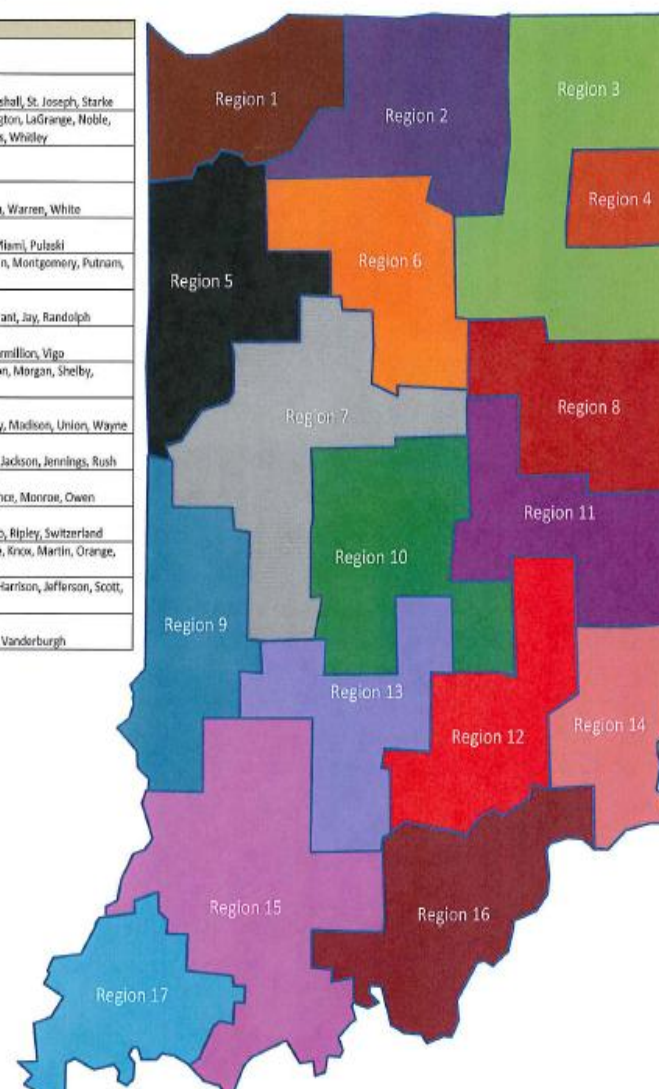 shall, St. Joseph, Starke
gton, LaGrange, Noble,
s, Whitley
, Warren, White
Miami, Pulaski
n, Montgomery, Putnam,
ant, Jay, Randolph
rmillion, Vigo
on, Morgan, Shelby,
y, Madison, Union, Wayne
Jackson, Jennings, Rush
nce, Monroe, Owen
o, Ripley, Switzerland
e, Knox, Martin, Orange,
Harrison, Jefferson, Scott,
Vanderburgh
Region 1
Region 2
Region 3
Region 4
Region 5
Region 6
Region 7
Region 8
Region 9
Region 10
Region 11
Region 12
Region 13
Region 14
Region 15
Region 16
Region 17